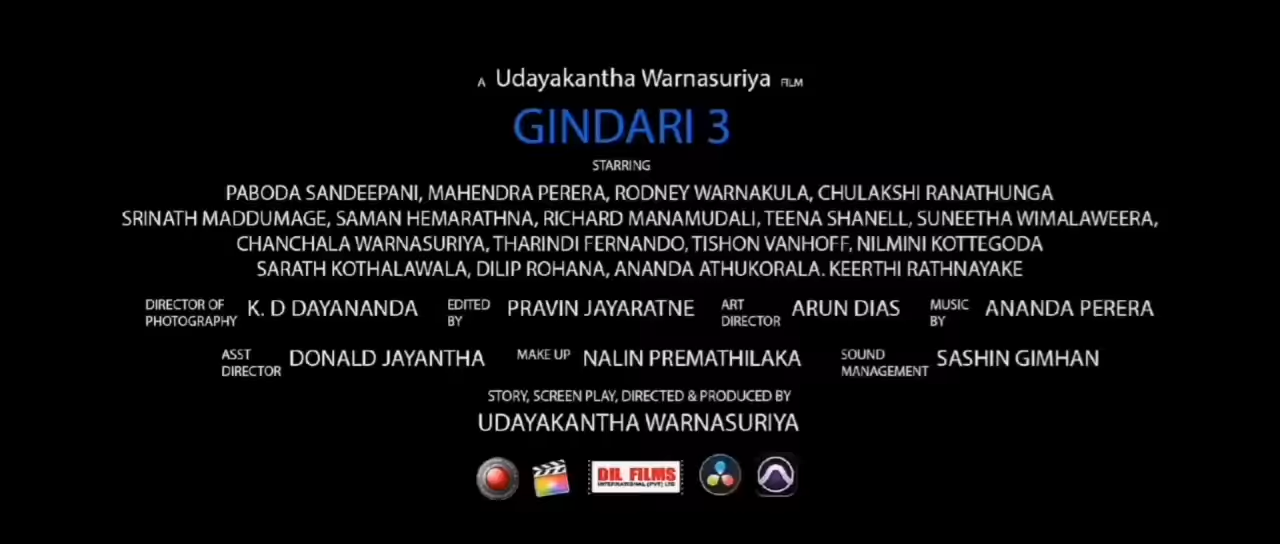 A Udayakantha Warnasuriya FILM
GINDARI 3
STARRING
PABODA SANDEEPANI, MAHENDRA PERERA, RODNEY WARNAKULA, CHULAKSHI RANATHUNGA
SRINATH MADDUMAGE, SAMAN HEMARATHNA, RICHARD MANAMUDALI, TEENA SHANELL, SUNEETHA WIMALAWEERA,
CHANCHALA WARNASURIYA, THARINDI FERNANDO, TISHON VANHOFF, NILMINI KOTTEGODA
SARATH KOTHALAWALA, DILIP ROHANA, ANANDA ATHUKORALA. KEERTHI RATHNAYAKE
DIRECTOR OF PHOTOGRAPHY K. D DAYANANDA EDITED BY PRAVIN JAYARATNE ART DIRECTOR ARUN DIAS MUSIC BY ANANDA PERERA
ASST DIRECTOR DONALD JAYANTHA MAKE UP NALIN PREMATHILAKA SOUND MANAGEMENT SASHIN GIMHAN
STORY, SCREEN PLAY, DIRECTED & PRODUCED BY
UDAYAKANTHA WARNASURIYA
DIL FILMS
INTERNATIONAL (PVT) LTD